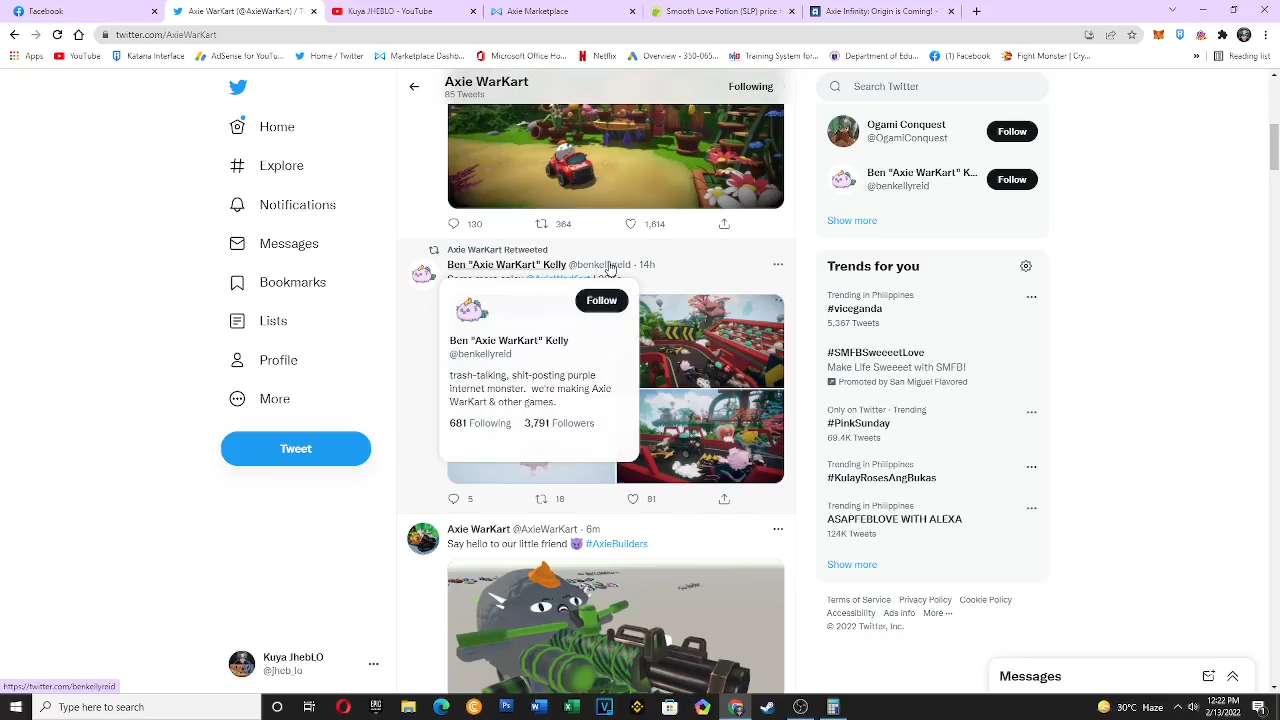 Facebook
Axie WarKart (@AxieWarKart) / T
Kuya JHEBLO - YouTube
Axie Marketplace
Smooth Love Potion (SLP) price
Axie Infinity Origin is Coming! -
twitter.com/AxieWarKart
Apps
YouTube
Ketana Interface
AdSense for YouTu...
Home / Twitter
Marketplace Dashb...
Microsoft Office Ho...
Netflix
Overview - 350-065...
Training System for...
Department of Edu...
(1) Facebook
Fight Monster | Cry...
»
Reading list
Axie WarKart
85 Tweets
Following
Search Twitter
Home
Explore
Notifications
Messages
Bookmarks
Lists
Profile
More
Tweet
Kuya JhebLO
@jheb_lo
130
364
1,614
Axie WarKart Retweeted
Ben "Axie WarKart" Kelly @benkellyreid · 14h
Follow
Ben "Axie WarKart" Kelly
@benkellyreid
trash-talking, shit-posting purple
internet monster. we're making Axie
WarKart & other games.
681 Following 3,791 Followers
5
18
81
Axie WarKart @AxieWarKart · 6m
Say hello to our little friend 😈 #AxieBuilders
Ogami Conquest
@OgamiConquest
Follow
Ben "Axie WarKart" K...
@benkellyreid
Follow
Show more
Trends for you
Trending in Philippines
#viceganda
5,367 Tweets
#SMFBSweeetLove
Make Life Sweeeet with SMFB!
Promoted by San Miguel Flavored
Only on Twitter · Trending
#PinkSunday
69.4K Tweets
Trending in Philippines
#KulayRosesAngBukas
Trending in Philippines
ASAPFEBLOVE WITH ALEXA
124K Tweets
Show more
Terms of Service Privacy Policy Cookie Policy
Accessibility Ads info More ···
© 2022 Twitter, Inc.
Messages
https://twitter.com/benkellyreid
Type here to search
30°C Haze
12:22 PM
2/13/2022